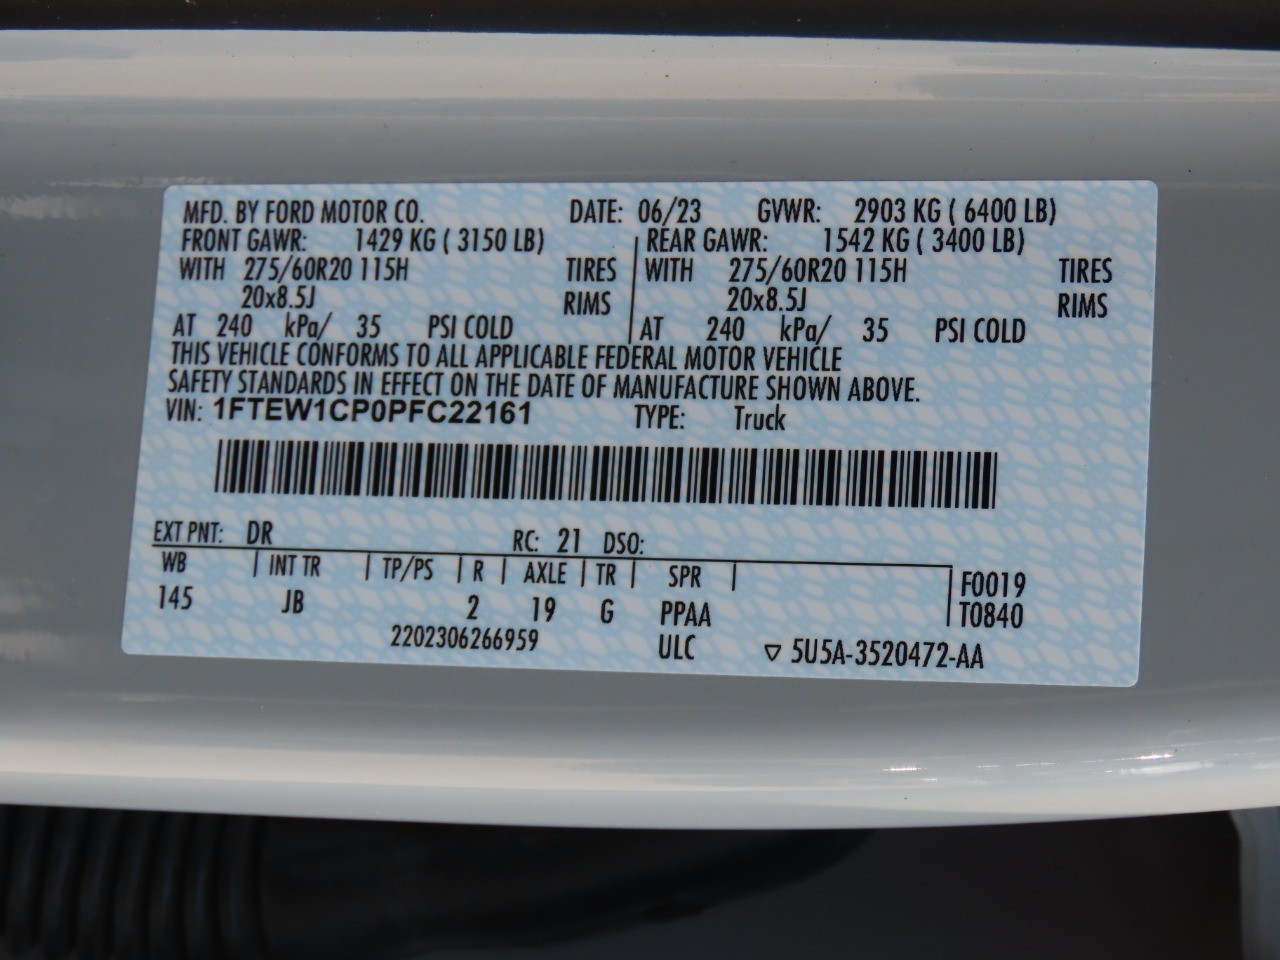 MFD. BY FORD MOTOR CO. DATE: 06/23 GVWR: 2903 KG ( 6400 LB)
FRONT GAWR: 1429 KG ( 3150 LB) REAR GAWR: 1542 KG ( 3400 LB)
WITH 275/60R20 115H TIRES WITH 275/60R20 115H TIRES
20x8.5J RIMS 20x8.5J RIMS
AT 240 kPa/ 35 PSI COLD AT 240 kPa/ 35 PSI COLD
THIS VEHICLE CONFORMS TO ALL APPLICABLE FEDERAL MOTOR VEHICLE
SAFETY STANDARDS IN EFFECT ON THE DATE OF MANUFACTURE SHOWN ABOVE.
VIN: 1FTEW1CP0PFC22161 TYPE: Truck
EXT PNT: DR RC: 21 DSO:
WB INT TR TP/PS R AXLE TR SPR F0019
145 JB 2 19 G PPAA T0840
2202306266959 ULC ▽ 5U5A-3520472-AA